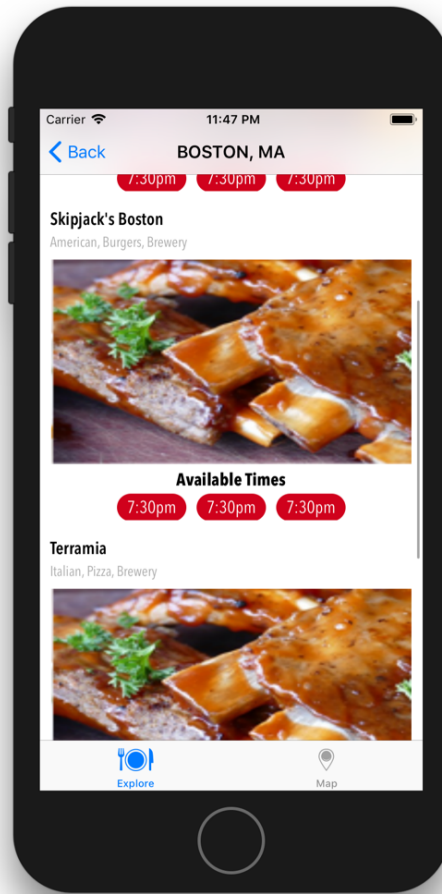 Carrier 11:47 PM
Back BOSTON, MA
7:30pm 7:30pm 7:30pm
Skipjack's Boston
American, Burgers, Brewery
Available Times
7:30pm 7:30pm 7:30pm
Terramia
Italian, Pizza, Brewery
Explore Map